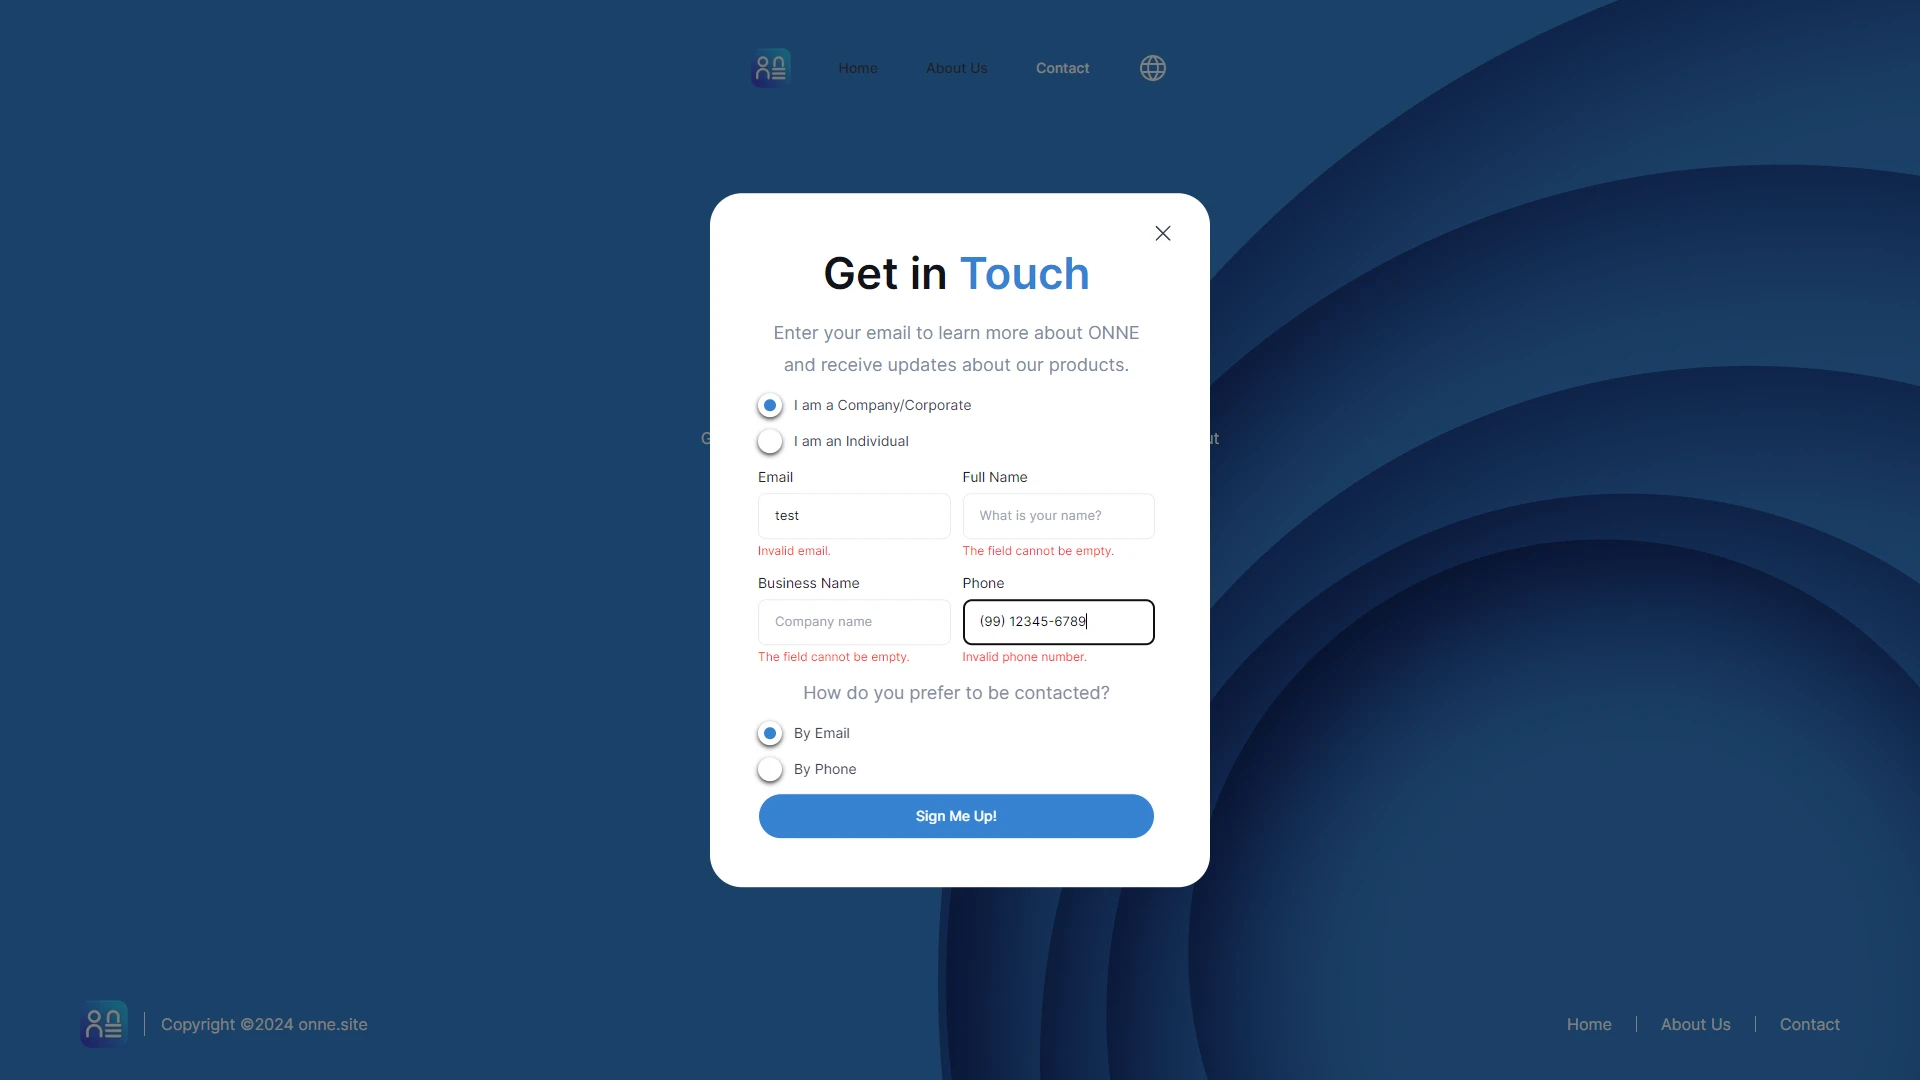 Home
About Us
Contact
Get in Touch
Enter your email to learn more about ONNE
and receive updates about our products.
I am a Company/Corporate
I am an Individual
Email
Full Name
test
What is your name?
Invalid email.
The field cannot be empty.
Business Name
Phone
Company name
(99) 12345-6789
The field cannot be empty.
Invalid phone number.
How do you prefer to be contacted?
By Email
By Phone
Sign Me Up!
Copyright ©2024 onne.site
Home
About Us
Contact